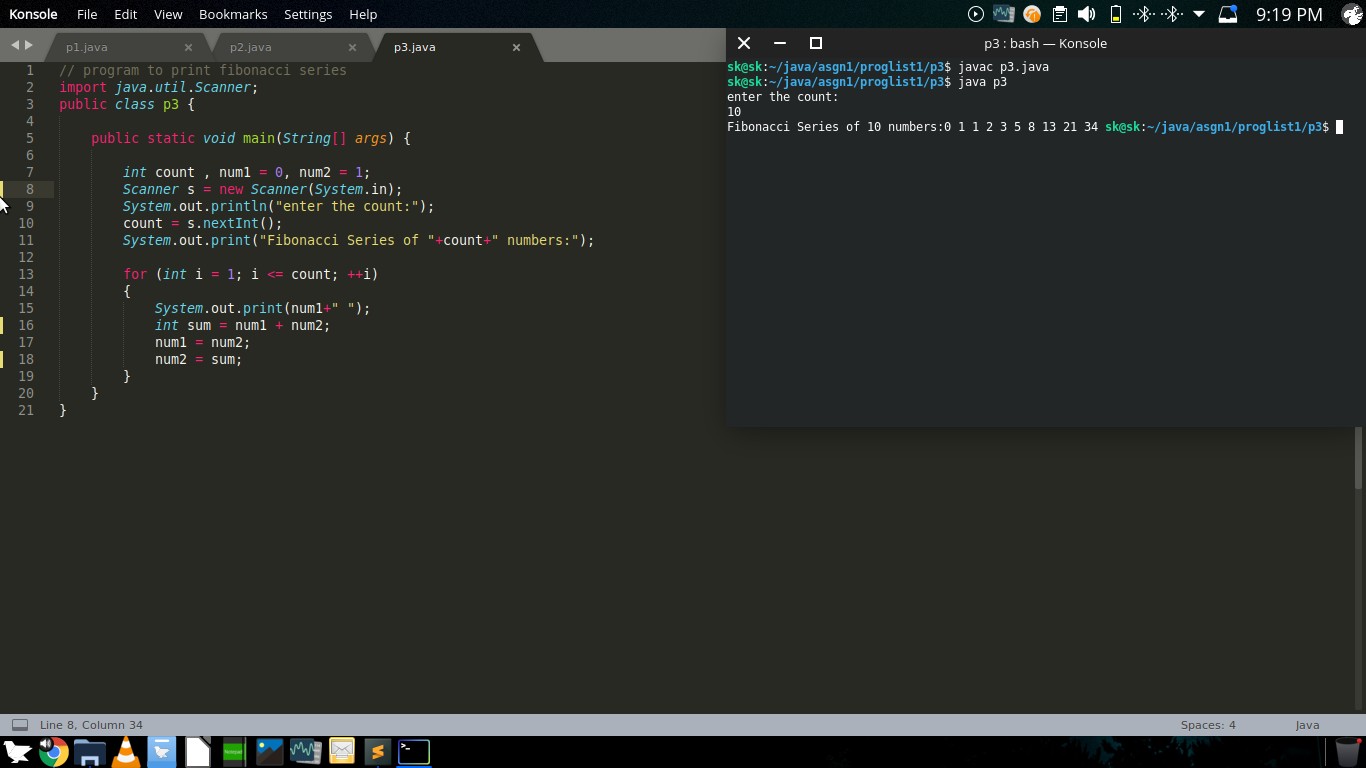 Konsole File Edit View Bookmarks Settings Help 9:19 PM
p1.java p2.java p3.java
1 // program to print fibonacci series
2 import java.util.Scanner;
3 public class p3 {
4
5     public static void main(String[] args) {
6
7         int count , num1 = 0, num2 = 1;
8         Scanner s = new Scanner(System.in);
9         System.out.println("enter the count:");
10         count = s.nextInt();
11         System.out.print("Fibonacci Series of "+count+" numbers:");
12
13         for (int i = 1; i <= count; ++i)
14         {
15             System.out.print(num1+" ");
16             int sum = num1 + num2;
17             num1 = num2;
18             num2 = sum;
19         }
20     }
21 }
p3 : bash — Konsole
sk@sk:~/java/asgn1/proglist1/p3$ javac p3.java
sk@sk:~/java/asgn1/proglist1/p3$ java p3
enter the count:
10
Fibonacci Series of 10 numbers:0 1 1 2 3 5 8 13 21 34 sk@sk:~/java/asgn1/proglist1/p3$
Line 8, Column 34 Spaces: 4 Java